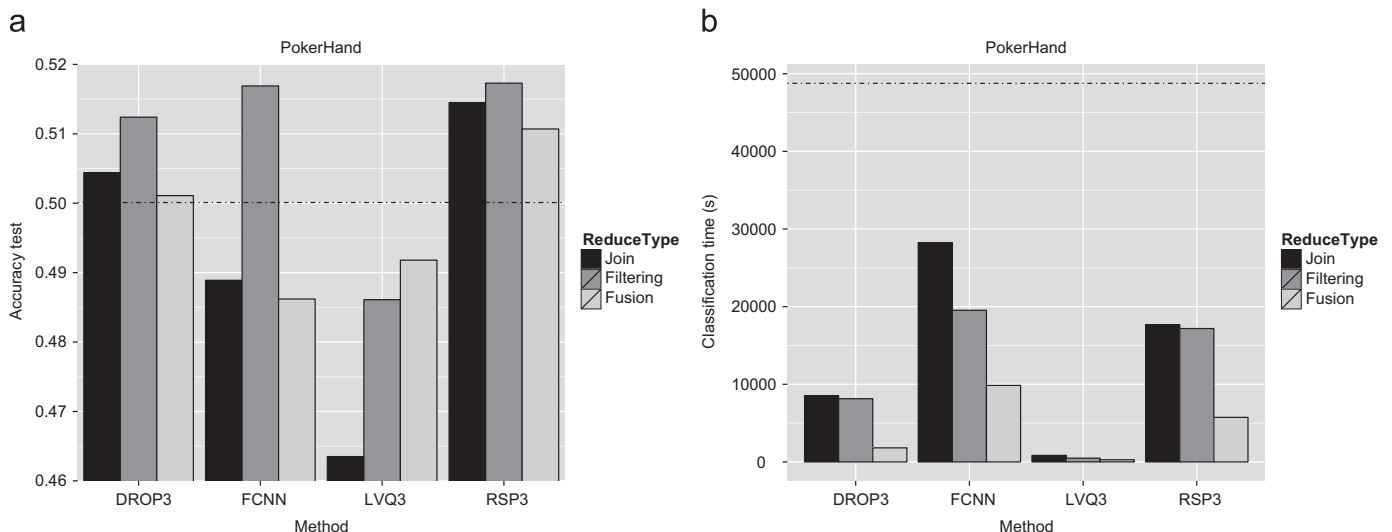 a
PokerHand
0.52
0.51
0.50
0.49
0.48
0.47
0.46
Accuracy test
DROP3 FCNN LVQ3 RSP3
Method
ReduceType
Join
Filtering
Fusion
b
PokerHand
50000
40000
30000
20000
10000
0
Classification time (s)
DROP3 FCNN LVQ3 RSP3
Method
ReduceType
Join
Filtering
Fusion